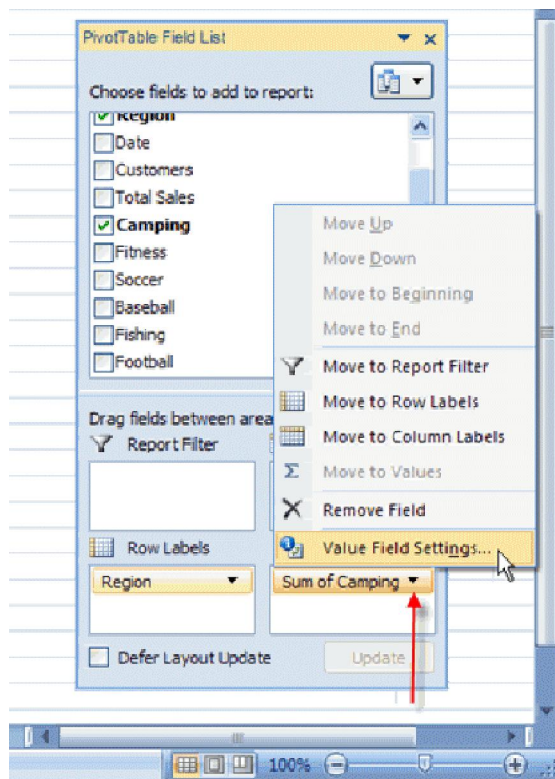 PivotTable Field List
Choose fields to add to report:
Region
Date
Customers
Total Sales
Camping
Fitness
Soccer
Baseball
Fishing
Football
Move Up
Move Down
Move to Beginning
Move to End
Move to Report Filter
Move to Row Labels
Move to Column Labels
Σ Move to Values
Remove Field
Value Field Settings...
Drag fields between area
Report Filter
Row Labels
Region
Sum of Camping
Defer Layout Update
Update
100%